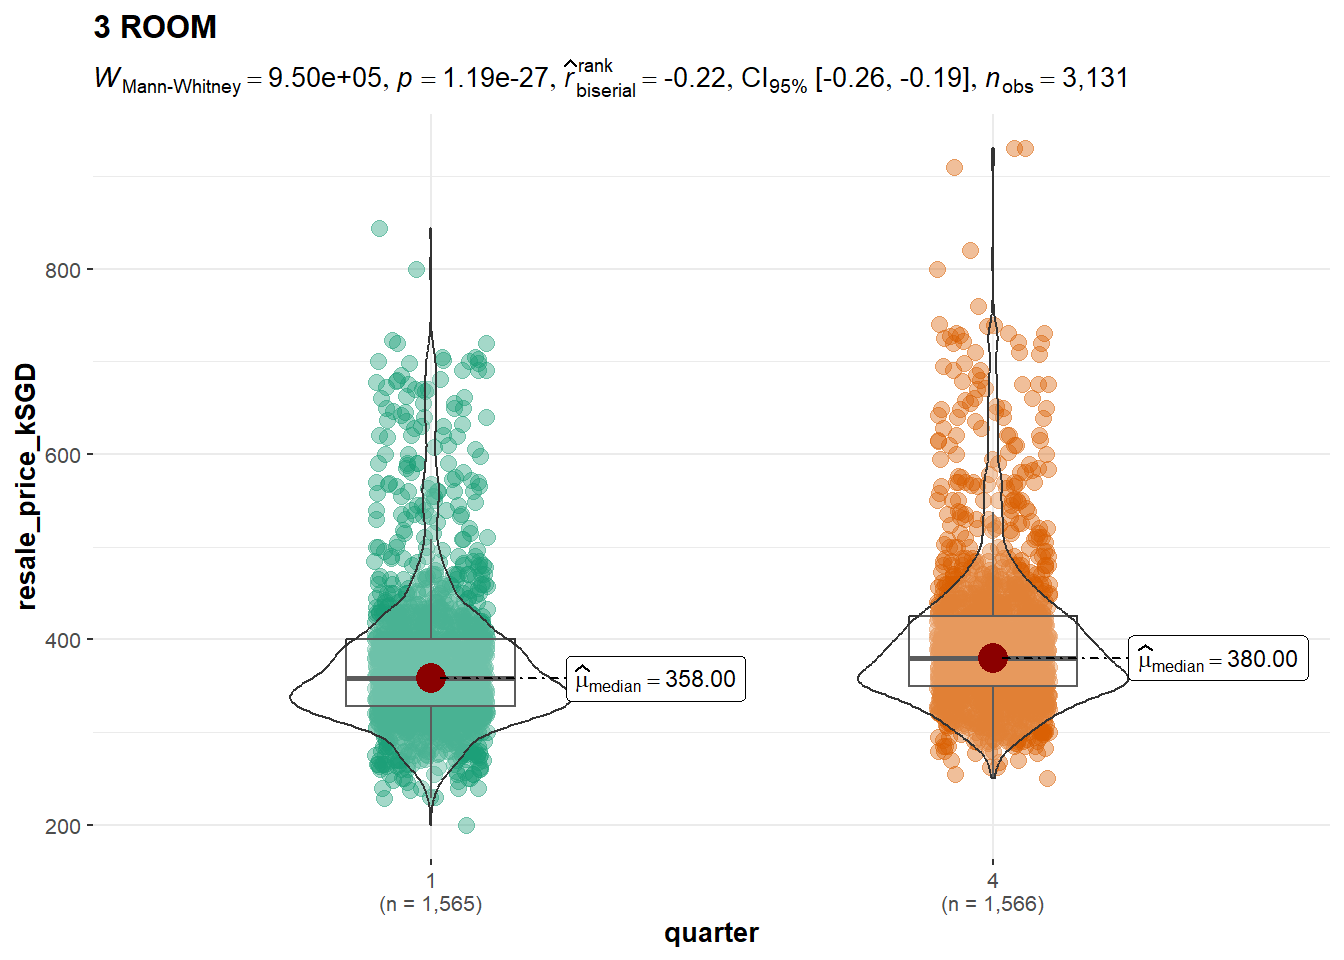 3 ROOM
W Mann-Whitney = 9.50e+05, p = 1.19e-27, r̂ rank biserial = -0.22, CI 95% [-0.26, -0.19], n obs = 3,131
resale_price_kSGD
800
600
400
200
μ̂ median = 358.00
μ̂ median = 380.00
1
(n = 1,565)
4
(n = 1,566)
quarter